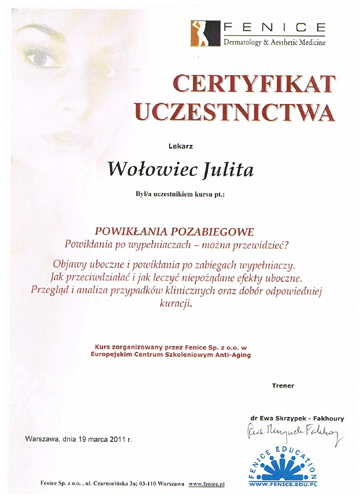 FENICE
Dermatology & Aesthetic Medicine
CERTYFIKAT
UCZESTNICTWA
Lekarz
Wołowiec Julita
Był/a uczestnikiem kursu pt.:
POWIKŁANIA POZABIEGOWE
Powikłania po wypełniaczach – można przewidzieć?
Objawy uboczne i powikłania po zabiegach wypełniaczy.
Jak przeciwdziałać i jak leczyć niepożądane efekty uboczne.
Przegląd i analiza przypadków klinicznych oraz dobór odpowiedniej
kuracji.
Kurs zorganizowany przez Fenice Sp. z o.o. w
Europejskim Centrum Szkoleniowym Anti-Aging
Trener
dr Ewa Skrzypek - Fakhoury
Warszawa, dnia 19 marca 2011 r.
FENICE EDUCATION
WWW.FENICE.EDU.PL
Fenice Sp. z o.o. , ul. Czarnocińska 3a; 03-110 Warszawa www.fenice.pl